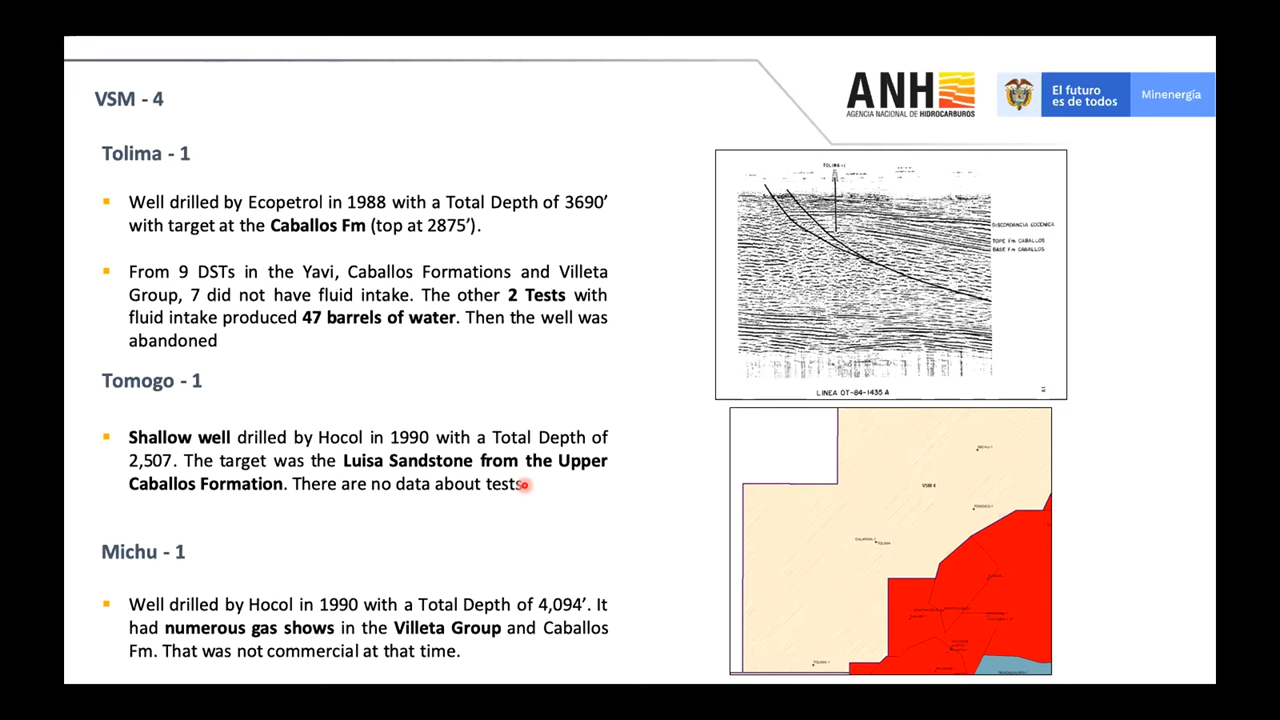 VSM - 4
ANH
AGENCIA NACIONAL DE HIDROCARBUROS
El futuro
es de todos
Minenergía
Tolima - 1
Well drilled by Ecopetrol in 1988 with a Total Depth of 3690’
with target at the Caballos Fm (top at 2875’).
From 9 DSTs in the Yavi, Caballos Formations and Villeta
Group, 7 did not have fluid intake. The other 2 Tests with
fluid intake produced 47 barrels of water. Then the well was
abandoned
Tomogo - 1
Shallow well drilled by Hocol in 1990 with a Total Depth of
2,507. The target was the Luisa Sandstone from the Upper
Caballos Formation. There are no data about tests
Michu - 1
Well drilled by Hocol in 1990 with a Total Depth of 4,094’. It
had numerous gas shows in the Villeta Group and Caballos
Fm. That was not commercial at that time.
TOLIMA-1
DISCORDANCIA EOCENICA
TOPE Fm CABALLOS
BASE Fm CABALLOS
LINEA OT-84-1435 A
MICHU-1
VSM 4
TOMOGO-1
TOLIMA
TOLIMA-1